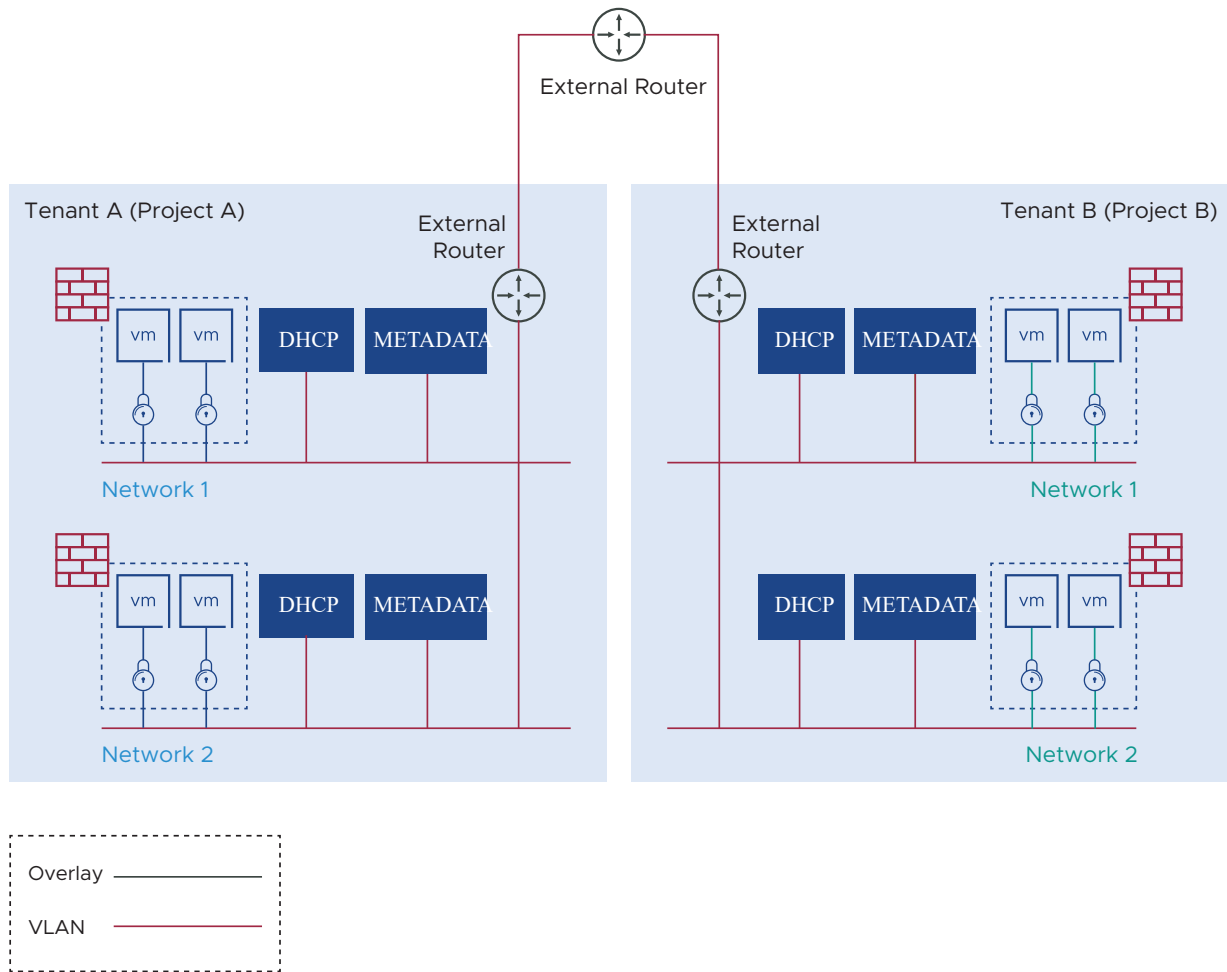 External Router
Tenant A (Project A)
External
Router
vm
vm
DHCP
METADATA
Network 1
vm
vm
DHCP
METADATA
Network 2
Tenant B (Project B)
External
Router
DHCP
METADATA
vm
vm
Network 1
DHCP
METADATA
vm
vm
Network 2
Overlay
VLAN